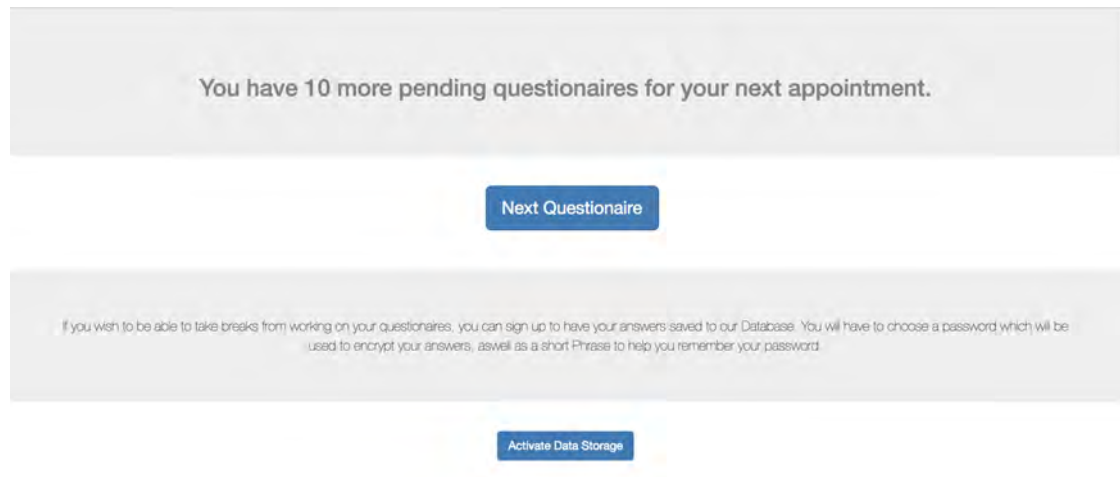 You have 10 more pending questionaires for your next appointment.
Next Questionaire
If you wish to be able to take breaks from working on your questionaires, you can sign up to have your answers saved to our Database. You will have to choose a password which will be
used to encrypt your answers, aswell as a short Phrase to help you remember your password.
Activate Data Storage